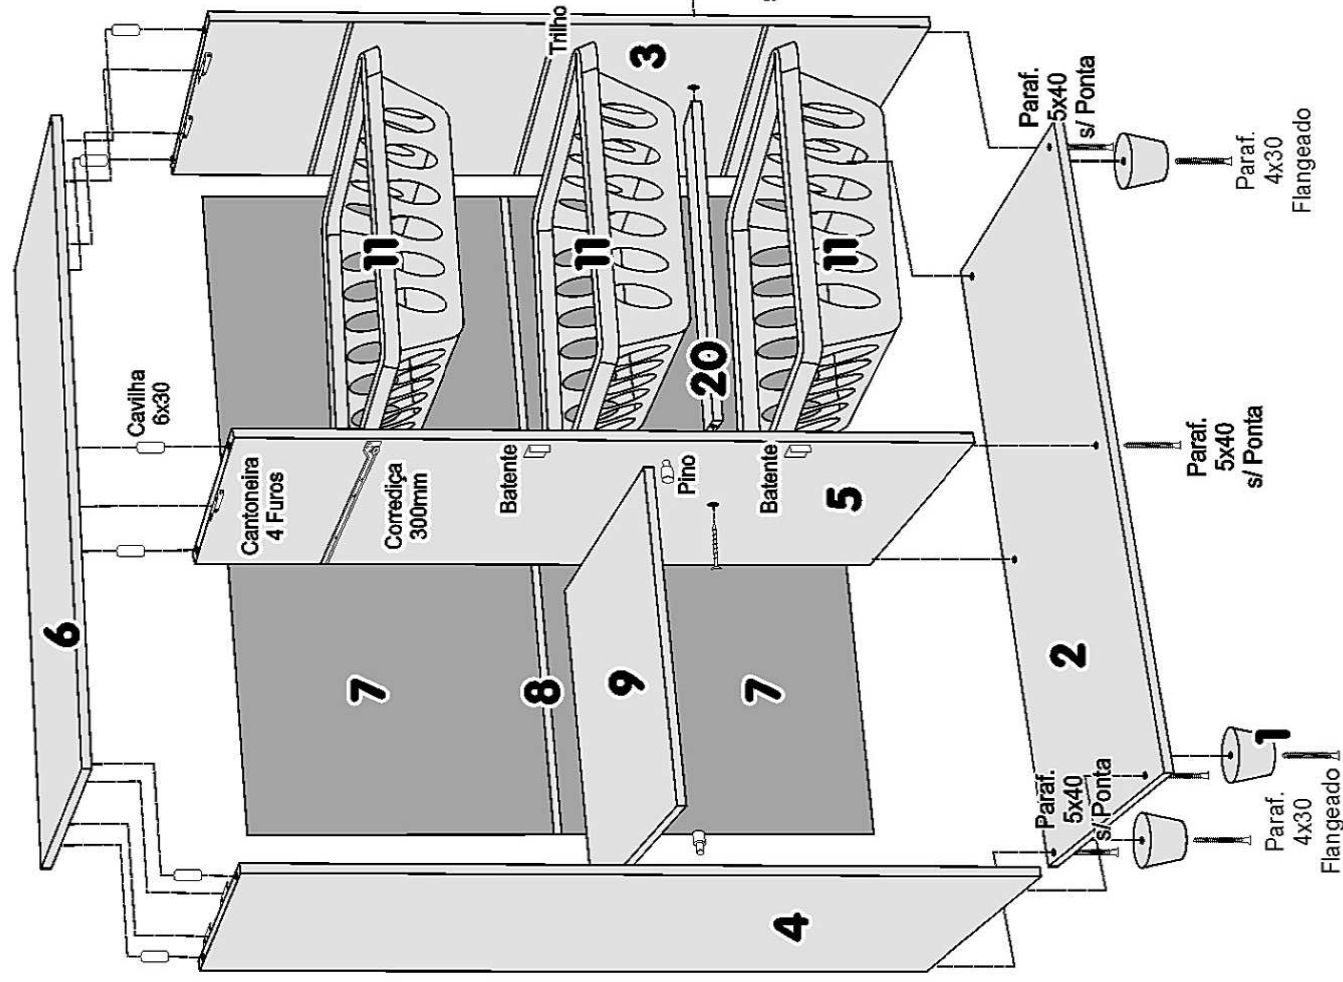 Trilho
3
6
Paraf.
5x40
s/ Ponta
Paraf.
4x30
Flangeado
11
11
11
20
Cavilha
6x30
Cantoneira
4 Furos
Corrediça
300mm
Batente
Pino
Batente
5
Paraf.
5x40
s/ Ponta
7
8
9
7
2
1
Paraf.
5x40
s/ Ponta
Paraf.
4x30
Flangeado
4